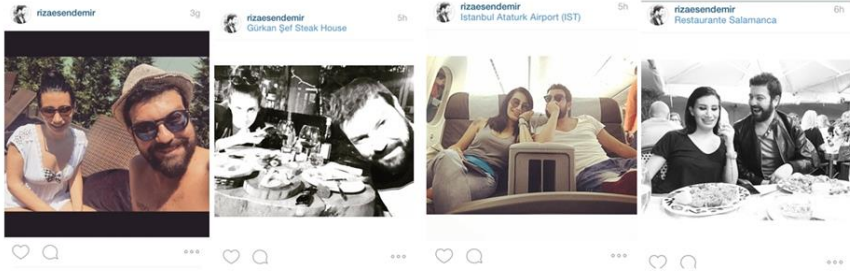 rizaesendemir
3g
rizaesendemir
5h
Gürkan Şef Steak House
rizaesendemir
5h
Istanbul Ataturk Airport (IST)
rizaesendemir
6h
Restaurante Salamanca